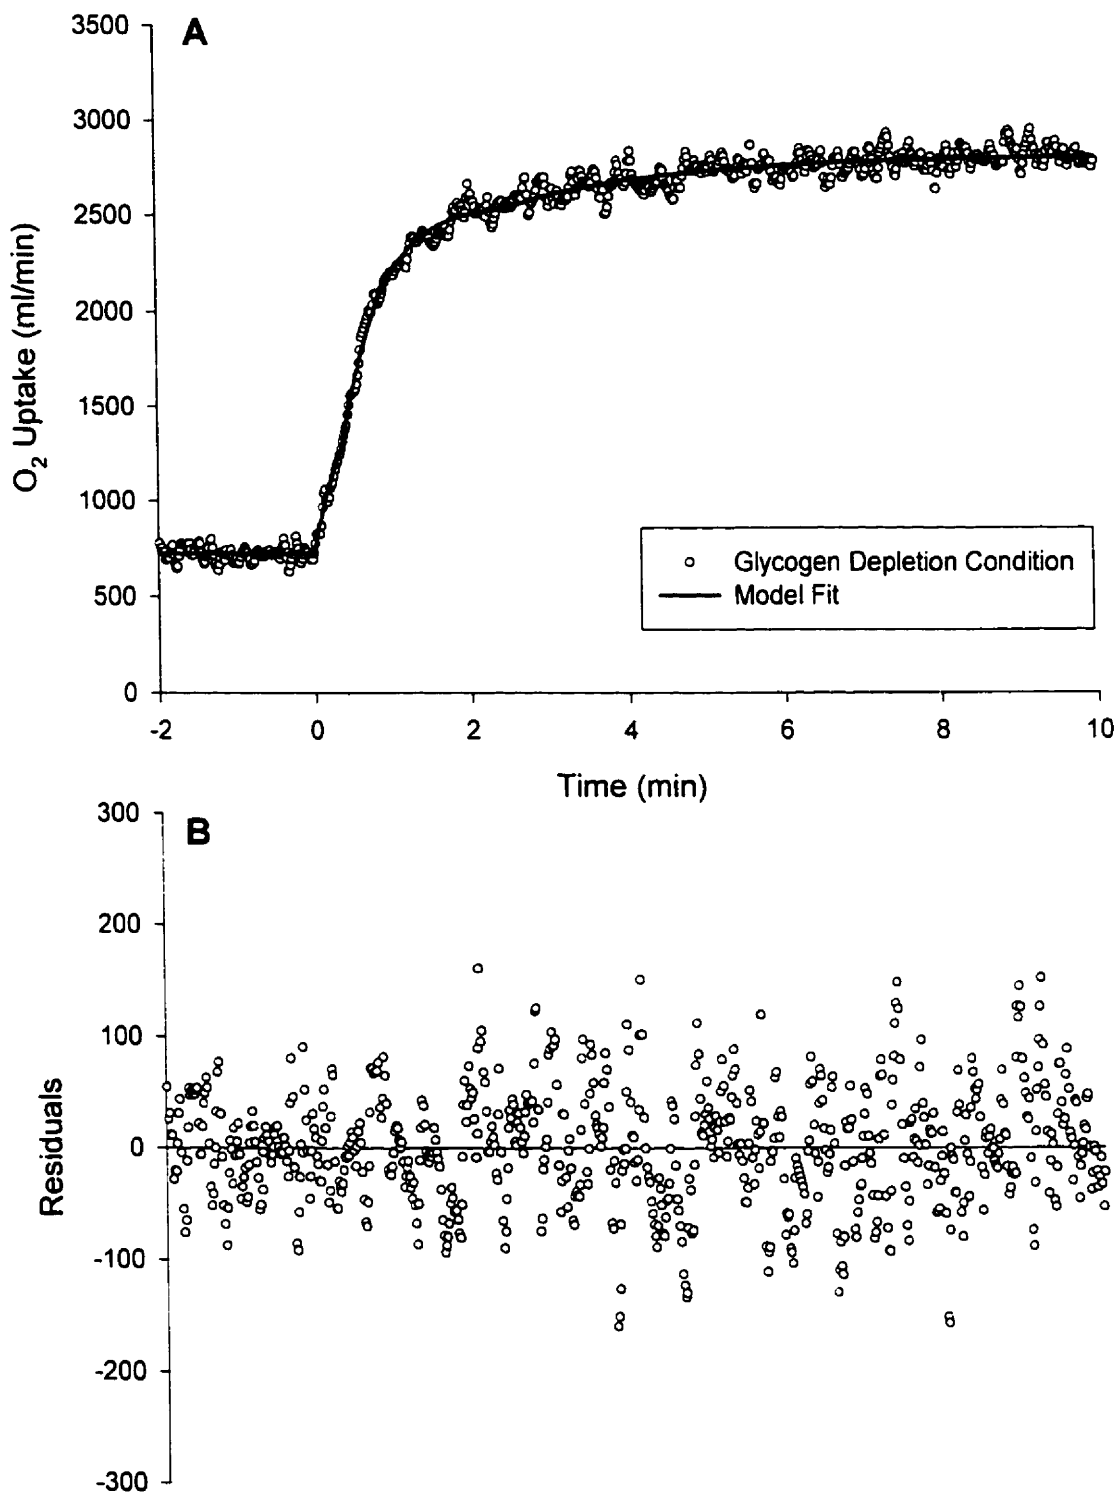 A
3500
3000
2500
2000
1500
1000
500
0
O2 Uptake (ml/min)
Glycogen Depletion Condition
Model Fit
-2 0 2 4 6 8 10
Time (min)
B
300
200
100
0
-100
-200
-300
Residuals